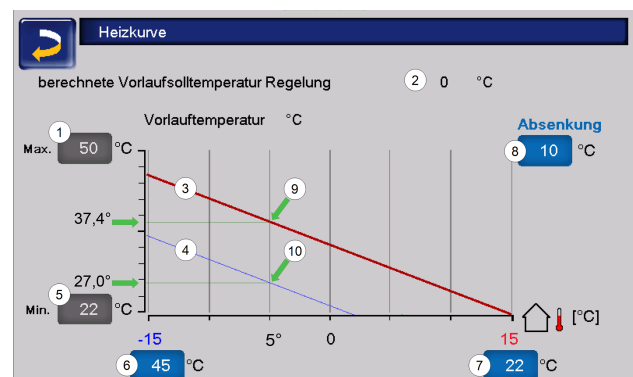 Heizkurve
berechnete Vorlaufsolltemperatur Regelung 2 0 °C
Vorlauftemperatur °C
Absenkung
1
Max. 50 °C
8 10 °C
3
9
37,4°
4
10
27,0°
5
Min. 22 °C
[°C]
-15 5° 0 15
6 45 °C
7 22 °C